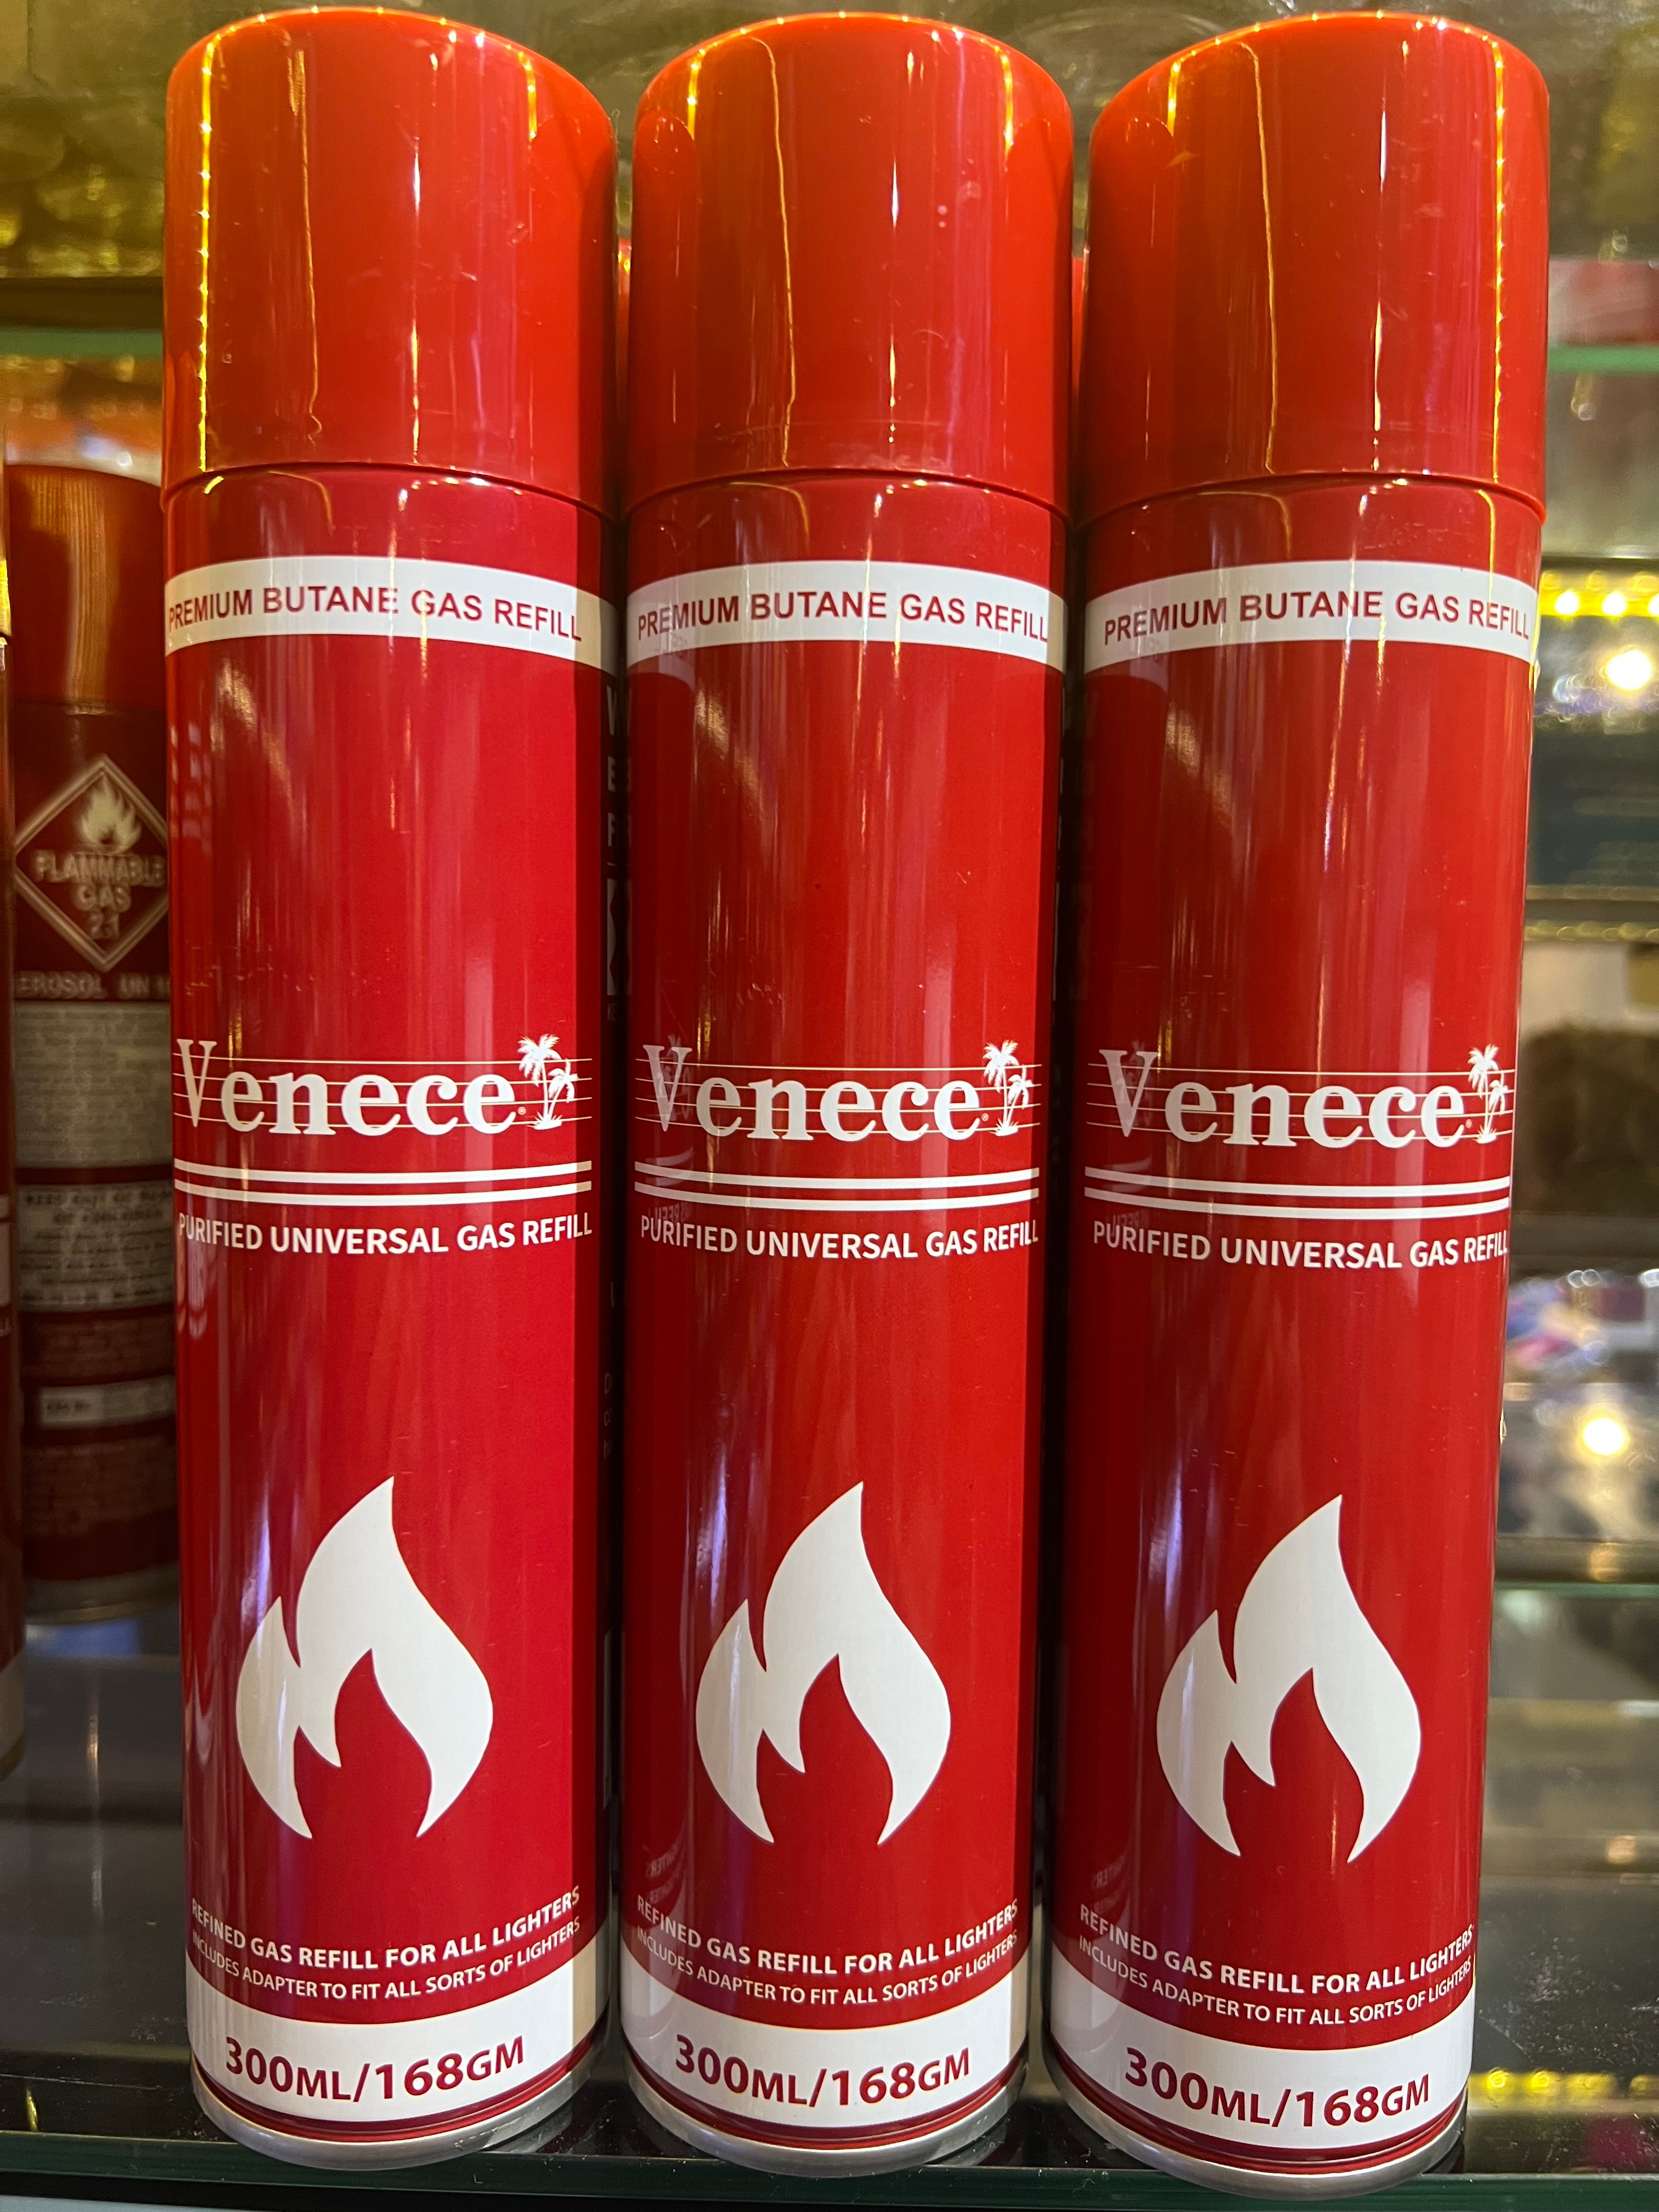 PREMIUM BUTANE GAS REFILL
Venece
PURIFIED UNIVERSAL GAS REFILL
REFINED GAS REFILL FOR ALL LIGHTERS
INCLUDES ADAPTER TO FIT ALL SORTS OF LIGHTERS
300ML/168GM
PREMIUM BUTANE GAS REFILL
Venece
PURIFIED UNIVERSAL GAS REFILL
REFINED GAS REFILL FOR ALL LIGHTERS
INCLUDES ADAPTER TO FIT ALL SORTS OF LIGHTERS
300ML/168GM
PREMIUM BUTANE GAS REFILL
Venece
PURIFIED UNIVERSAL GAS REFILL
REFINED GAS REFILL FOR ALL LIGHTERS
INCLUDES ADAPTER TO FIT ALL SORTS OF LIGHTERS
300ML/168GM
FLAMMABLE
GAS
2.1
AEROSOL UN